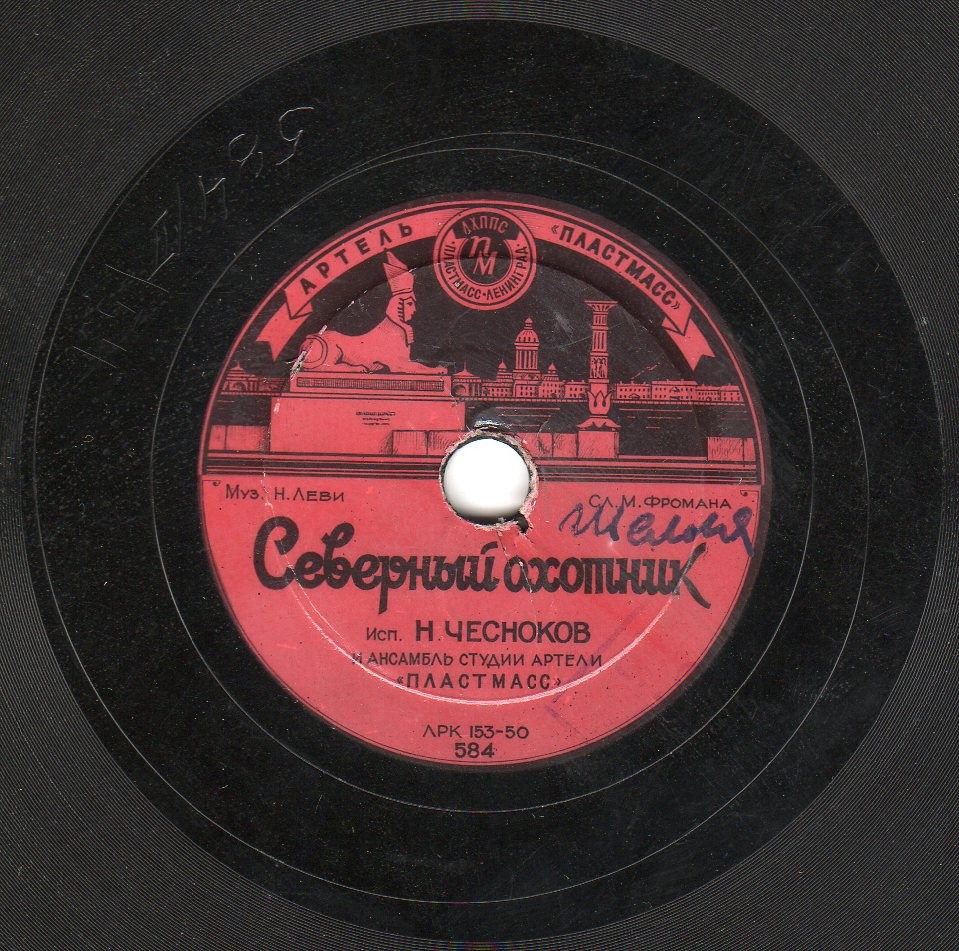 584
АРТЕЛЬ «ПЛАСТМАСС»
ЛХППС
ПМ
ПЛАСТМАСС·ЛЕНИНГРАД
Муз. Н. Леви Сл. М. Фромана
Северный охотник
Исп. Н. ЧЕСНОКОВ
И АНСАМБЛЬ СТУДИИ АРТЕЛИ
«ПЛАСТМАСС»
ЛРК 153-50
584